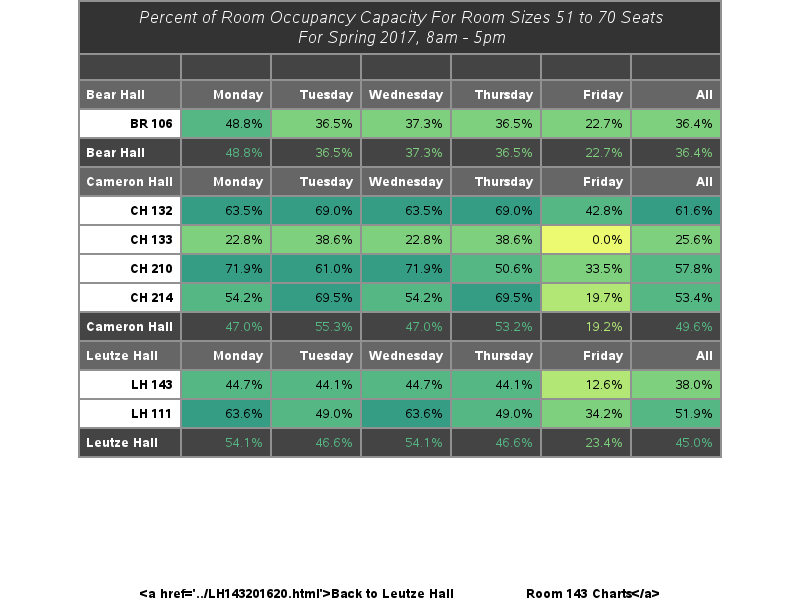 Percent of Room Occupancy Capacity For Room Sizes 51 to 70 Seats
For Spring 2017, 8am - 5pm
Bear Hall Monday Tuesday Wednesday Thursday Friday All
BR 106 48.8% 36.5% 37.3% 36.5% 22.7% 36.4%
Bear Hall 48.8% 36.5% 37.3% 36.5% 22.7% 36.4%
Cameron Hall Monday Tuesday Wednesday Thursday Friday All
CH 132 63.5% 69.0% 63.5% 69.0% 42.8% 61.6%
CH 133 22.8% 38.6% 22.8% 38.6% 0.0% 25.6%
CH 210 71.9% 61.0% 71.9% 50.6% 33.5% 57.8%
CH 214 54.2% 69.5% 54.2% 69.5% 19.7% 53.4%
Cameron Hall 47.0% 55.3% 47.0% 53.2% 19.2% 49.6%
Leutze Hall Monday Tuesday Wednesday Thursday Friday All
LH 143 44.7% 44.1% 44.7% 44.1% 12.6% 38.0%
LH 111 63.6% 49.0% 63.6% 49.0% 34.2% 51.9%
Leutze Hall 54.1% 46.6% 54.1% 46.6% 23.4% 45.0%
<a href='../LH143201620.html'>Back to Leutze Hall Room 143 Charts</a>